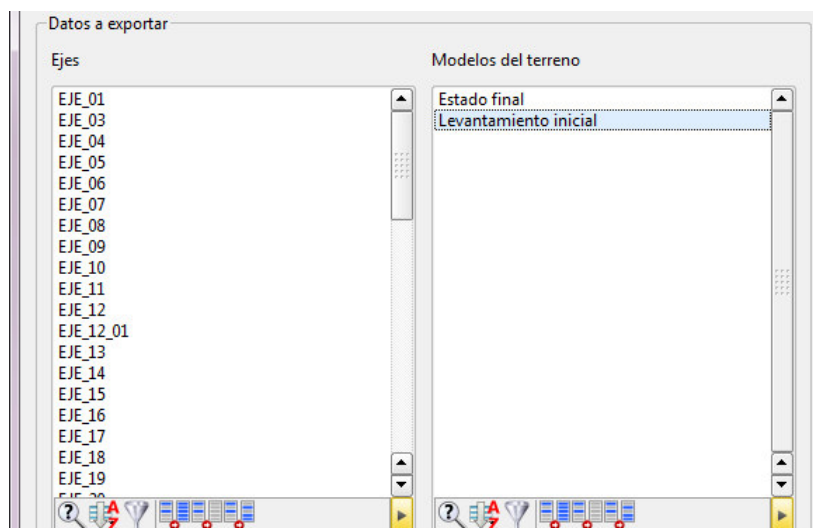 Datos a exportar
Ejes
Modelos del terreno
EJE_01
EJE_03
EJE_04
EJE_05
EJE_06
EJE_07
EJE_08
EJE_09
EJE_10
EJE_11
EJE_12
EJE_12_01
EJE_13
EJE_14
EJE_15
EJE_16
EJE_17
EJE_18
EJE_19
Estado final
Levantamiento inicial